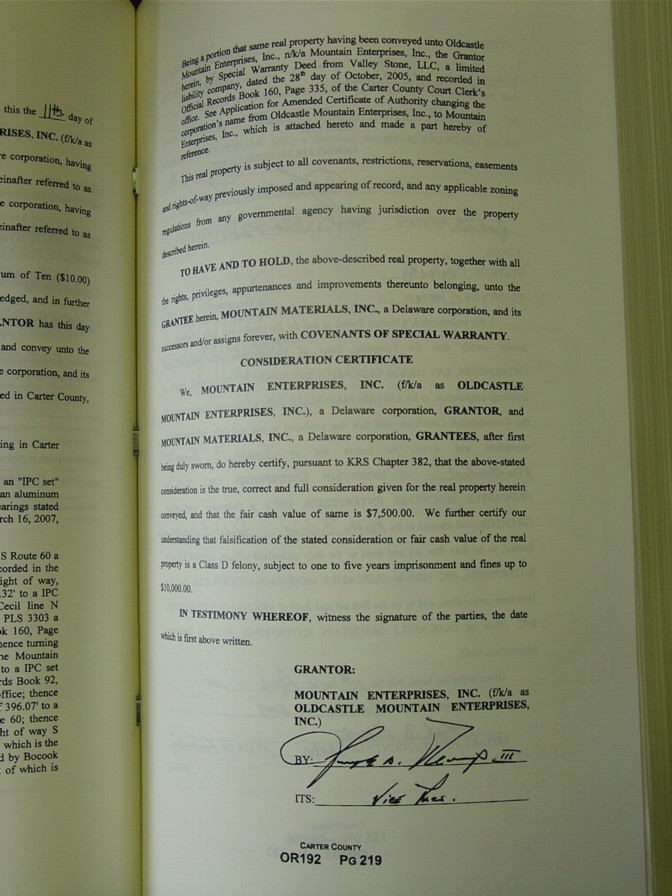 this the 11th day of
RISES, INC. (f/k/a as
e corporation, having
einafter referred to as
e corporation, having
einafter referred to as
um of Ten ($10.00)
edged, and in further
NTOR has this day
and convey unto the
e corporation, and its
ed in Carter County,
ing in Carter
an "IPC set"
an aluminum
earings stated
rch 16, 2007,
S Route 60 a
corded in the
ight of way,
32' to a IPC
Cecil line N
PLS 3303 a
k 160, Page
hence turning
he Mountain
to a IPC set
rds Book 92,
ffice; thence
396.07' to a
e 60; thence
ht of way S
which is the
d by Bocook
of which is
Being a portion that same real property having been conveyed unto Oldcastle
Mountain Enterprises, Inc., n/k/a Mountain Enterprises, Inc., the Grantor
herein, by Special Warranty Deed from Valley Stone, LLC, a limited
liability company, dated the 28th day of October, 2005, and recorded in
Official Records Book 160, Page 335, of the Carter County Court Clerk's
office. See Application for Amended Certificate of Authority changing the
corporation's name from Oldcastle Mountain Enterprises, Inc., to Mountain
Enterprises, Inc., which is attached hereto and made a part hereof by
reference.
This real property is subject to all covenants, restrictions, reservations, easements
and rights-of-way previously imposed and appearing of record, and any applicable zoning
regulations from any governmental agency having jurisdiction over the property
described herein.
TO HAVE AND TO HOLD, the above-described real property, together with all
the rights, privileges, appurtenances and improvements thereunto belonging, unto the
GRANTEE herein, MOUNTAIN MATERIALS, INC., a Delaware corporation, and its
successors and/or assigns forever, with COVENANTS OF SPECIAL WARRANTY.
CONSIDERATION CERTIFICATE
We, MOUNTAIN ENTERPRISES, INC. (f/k/a as OLDCASTLE
MOUNTAIN ENTERPRISES, INC.), a Delaware corporation, GRANTOR, and
MOUNTAIN MATERIALS, INC., a Delaware corporation, GRANTEES, after first
being duly sworn, do hereby certify, pursuant to KRS Chapter 382, that the above-stated
consideration is the true, correct and full consideration given for the real property herein
conveyed, and that the fair cash value of same is $7,500.00. We further certify our
understanding that falsification of the stated consideration or fair cash value of the real
property is a Class D felony, subject to one to five years imprisonment and fines up to
$10,000.00.
IN TESTIMONY WHEREOF, witness the signature of the parties, the date
which is first above written.
GRANTOR:
MOUNTAIN ENTERPRISES, INC. (f/k/a as
OLDCASTLE MOUNTAIN ENTERPRISES,
INC.)
BY: III
ITS: Vice Pres.
CARTER COUNTY
OR192 PG 219